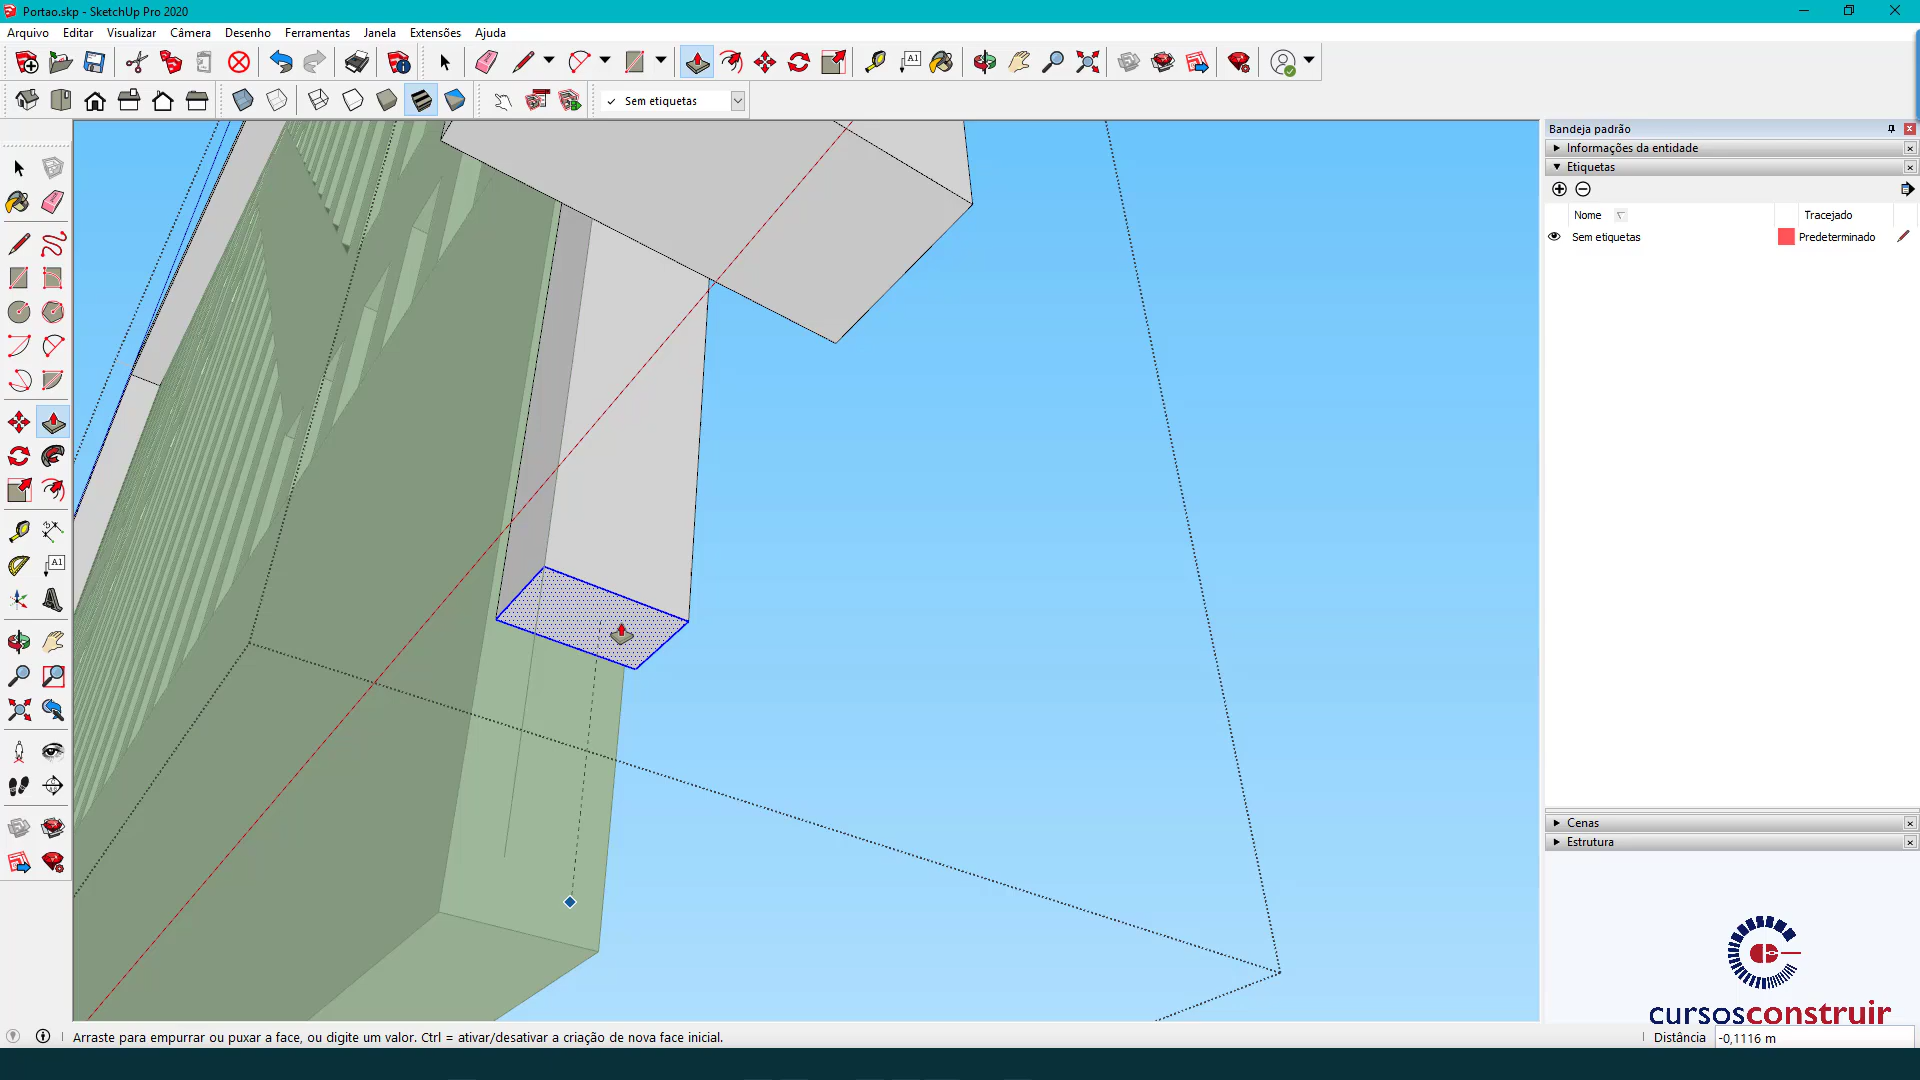 Portao.skp - SketchUp Pro 2020
Arquivo Editar Visualizar Câmera Desenho Ferramentas Janela Extensões Ajuda
A1
Sem etiquetas
Bandeja padrão
Informações da entidade
Etiquetas
Nome Tracejado
Sem etiquetas Predeterminado
A1
Cenas
Estrutura
cursosconstruir
Arraste para empurrar ou puxar a face, ou digite um valor. Ctrl = ativar/desativar a criação de nova face inicial.
Distância -0,1116 m